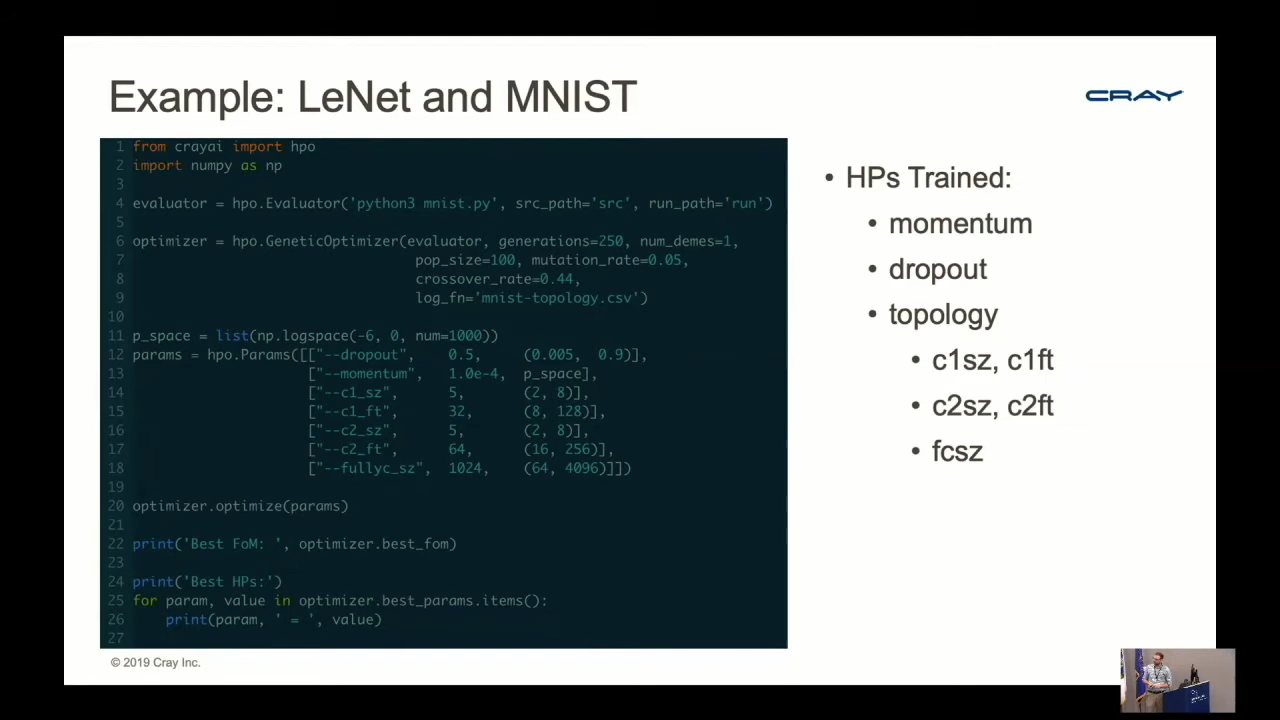 Example: LeNet and MNIST
CRAY
1 from crayai import hpo
2 import numpy as np
3
4 evaluator = hpo.Evaluator('python3 mnist.py', src_path='src', run_path='run')
5
6 optimizer = hpo.GeneticOptimizer(evaluator, generations=250, num_demes=1,
7 pop_size=100, mutation_rate=0.05,
8 crossover_rate=0.44,
9 log_fn='mnist-topology.csv')
10
11 p_space = list(np.logspace(-6, 0, num=1000))
12 params = hpo.Params([["--dropout", 0.5, (0.005, 0.9)],
13 ["--momentum", 1.0e-4, p_space],
14 ["--c1_sz", 5, (2, 8)],
15 ["--c1_ft", 32, (8, 128)],
16 ["--c2_sz", 5, (2, 8)],
17 ["--c2_ft", 64, (16, 256)],
18 ["--fullyc_sz", 1024, (64, 4096)]])
19
20 optimizer.optimize(params)
21
22 print('Best FoM: ', optimizer.best_fom)
23
24 print('Best HPs:')
25 for param, value in optimizer.best_params.items():
26 print(param, ' = ', value)
27
• HPs Trained:
• momentum
• dropout
• topology
• c1sz, c1ft
• c2sz, c2ft
• fcsz
© 2019 Cray Inc.